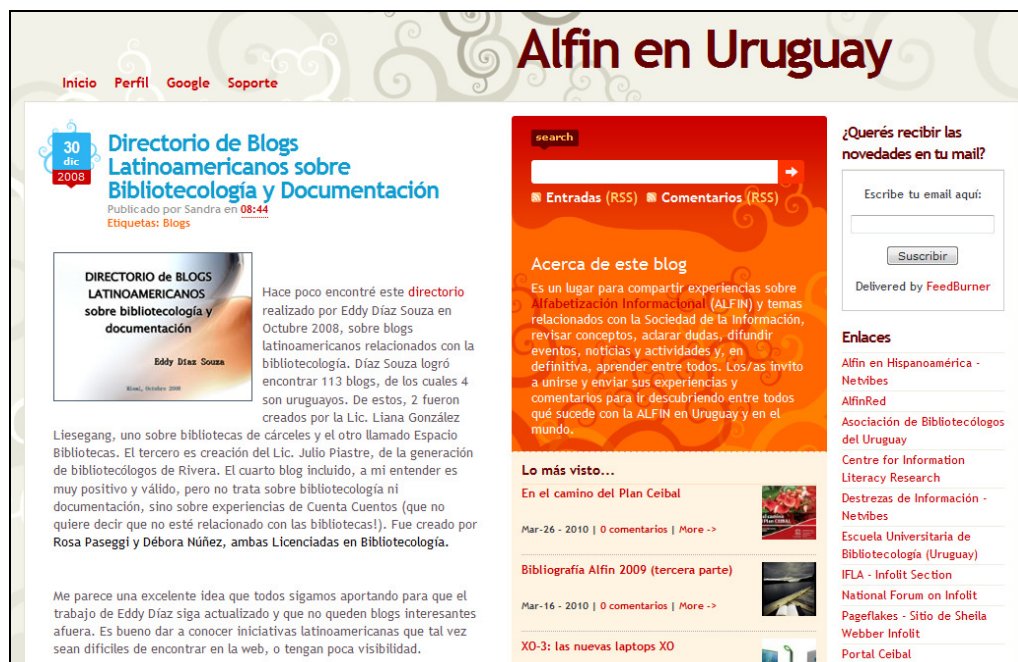 Alfin en Uruguay
Inicio Perfil Google Soporte
30
dic
2008
Directorio de Blogs
Latinoamericanos sobre
Bibliotecología y Documentación
Publicado por Sandra en 08:44
Etiquetas: Blogs
DIRECTORIO de BLOGS
LATINOAMERICANOS
sobre bibliotecología y
documentación
Eddy Díaz Souza
Miami, Octubre 2008
Hace poco encontré este directorio
realizado por Eddy Díaz Souza en
Octubre 2008, sobre blogs
latinoamericanos relacionados con la
bibliotecología. Díaz Souza logró
encontrar 113 blogs, de los cuales 4
son uruguayos. De estos, 2 fueron
creados por la Lic. Liana González
Liesegang, uno sobre bibliotecas de cárceles y el otro llamado Espacio
Bibliotecas. El tercero es creación del Lic. Julio Piastre, de la generación
de bibliotecólogos de Rivera. El cuarto blog incluido, a mi entender es
muy positivo y válido, pero no trata sobre bibliotecología ni
documentación, sino sobre experiencias de Cuenta Cuentos (que no
quiere decir que no esté relacionado con las bibliotecas!). Fue creado por
Rosa Paseggi y Débora Núñez, ambas Licenciadas en Bibliotecología.
Me parece una excelente idea que todos sigamos aportando para que el
trabajo de Eddy Díaz siga actualizado y que no queden blogs interesantes
afuera. Es bueno dar a conocer iniciativas latinoamericanas que tal vez
sean dificiles de encontrar en la web, o tengan poca visibilidad.
search
Entradas (RSS) Comentarios (RSS)
Acerca de este blog
Es un lugar para compartir experiencias sobre
Alfabetización Informacional (ALFIN) y temas
relacionados con la Sociedad de la Información,
revisar conceptos, aclarar dudas, difundir
eventos, noticias y actividades y, en
definitiva, aprender entre todos. Los/as invito
a unirse y enviar sus experiencias y
comentarios para ir descubriendo entre todos
qué sucede con la ALFIN en Uruguay y en el
mundo.
Lo más visto...
En el camino del Plan Ceibal
Mar-26 - 2010 | 0 comentarios | More ->
Bibliografía Alfin 2009 (tercera parte)
Mar-16 - 2010 | 0 comentarios | More ->
XO-3: las nuevas laptops XO
¿Querés recibir las
novedades en tu mail?
Escribe tu email aquí:
Suscribir
Delivered by FeedBurner
Enlaces
Alfin en Hispanoamérica -
Netvibes
AlfinRed
Asociación de Bibliotecólogos
del Uruguay
Centre for Information
Literacy Research
Destrezas de Información -
Netvibes
Escuela Universitaria de
Bibliotecología (Uruguay)
IFLA - Infolit Section
National Forum on Infolit
Pageflakes - Sitio de Sheila
Webber Infolit
Portal Ceibal